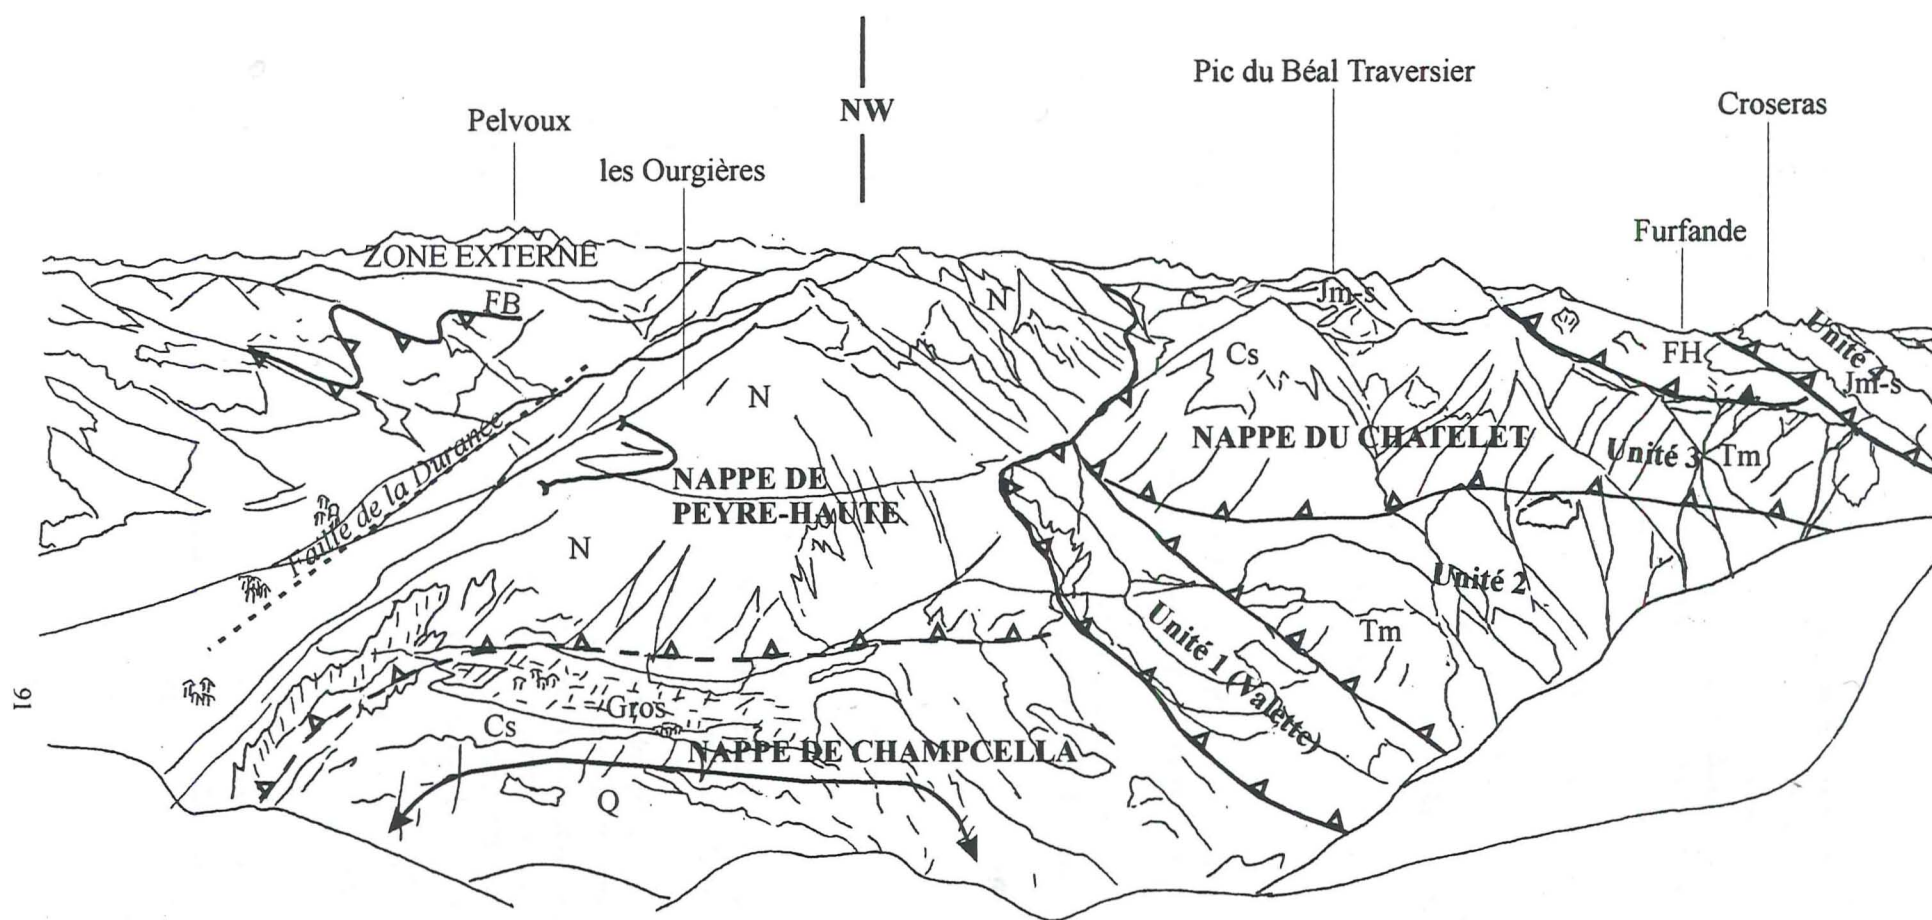 Pic du Béal Traversier
NW
Croseras
Pelvoux
les Ourgières
Furfande
ZONE EXTERNE
FB
N
Jm-s
Unité 4
FH
Jm-s
Cs
N
Faille de la Durance
NAPPE DU CHATELET
Unité 3
Tm
NAPPE DE
PEYRE-HAUTE
N
Unité 2
Tm
Unité 1 (Valette)
16
Gros
Cs
NAPPE DE CHAMPCELLA
Q